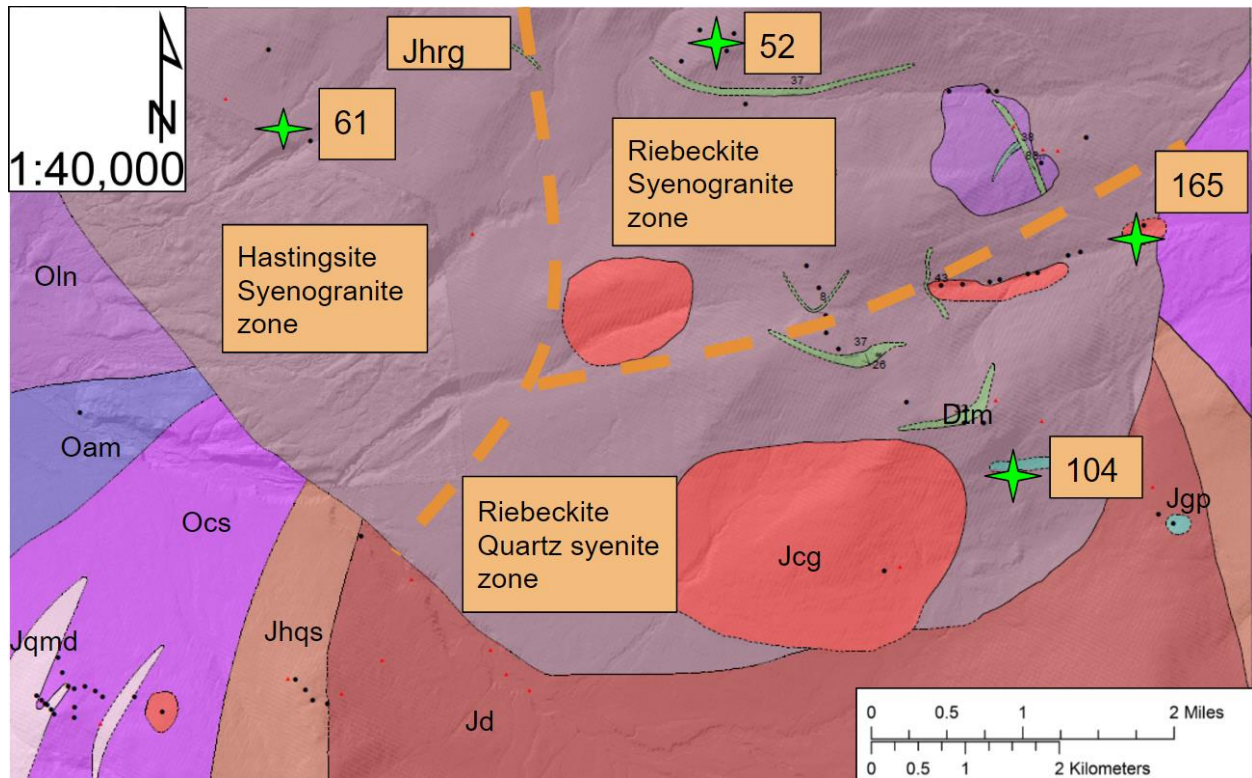 N
1:40,000
Jhrg
52
37
61
Riebeckite
Syenogranite
zone
38
165
Hastingsite
Syenogranite
zone
Oln
43
8
37
26
Oam
Dtm
104
Ocs
Riebeckite
Quartz syenite
zone
Jgp
Jcg
Jqmd
Jhqs
Jd
0 0.5 1 2 Miles
0 0.5 1 2 Kilometers